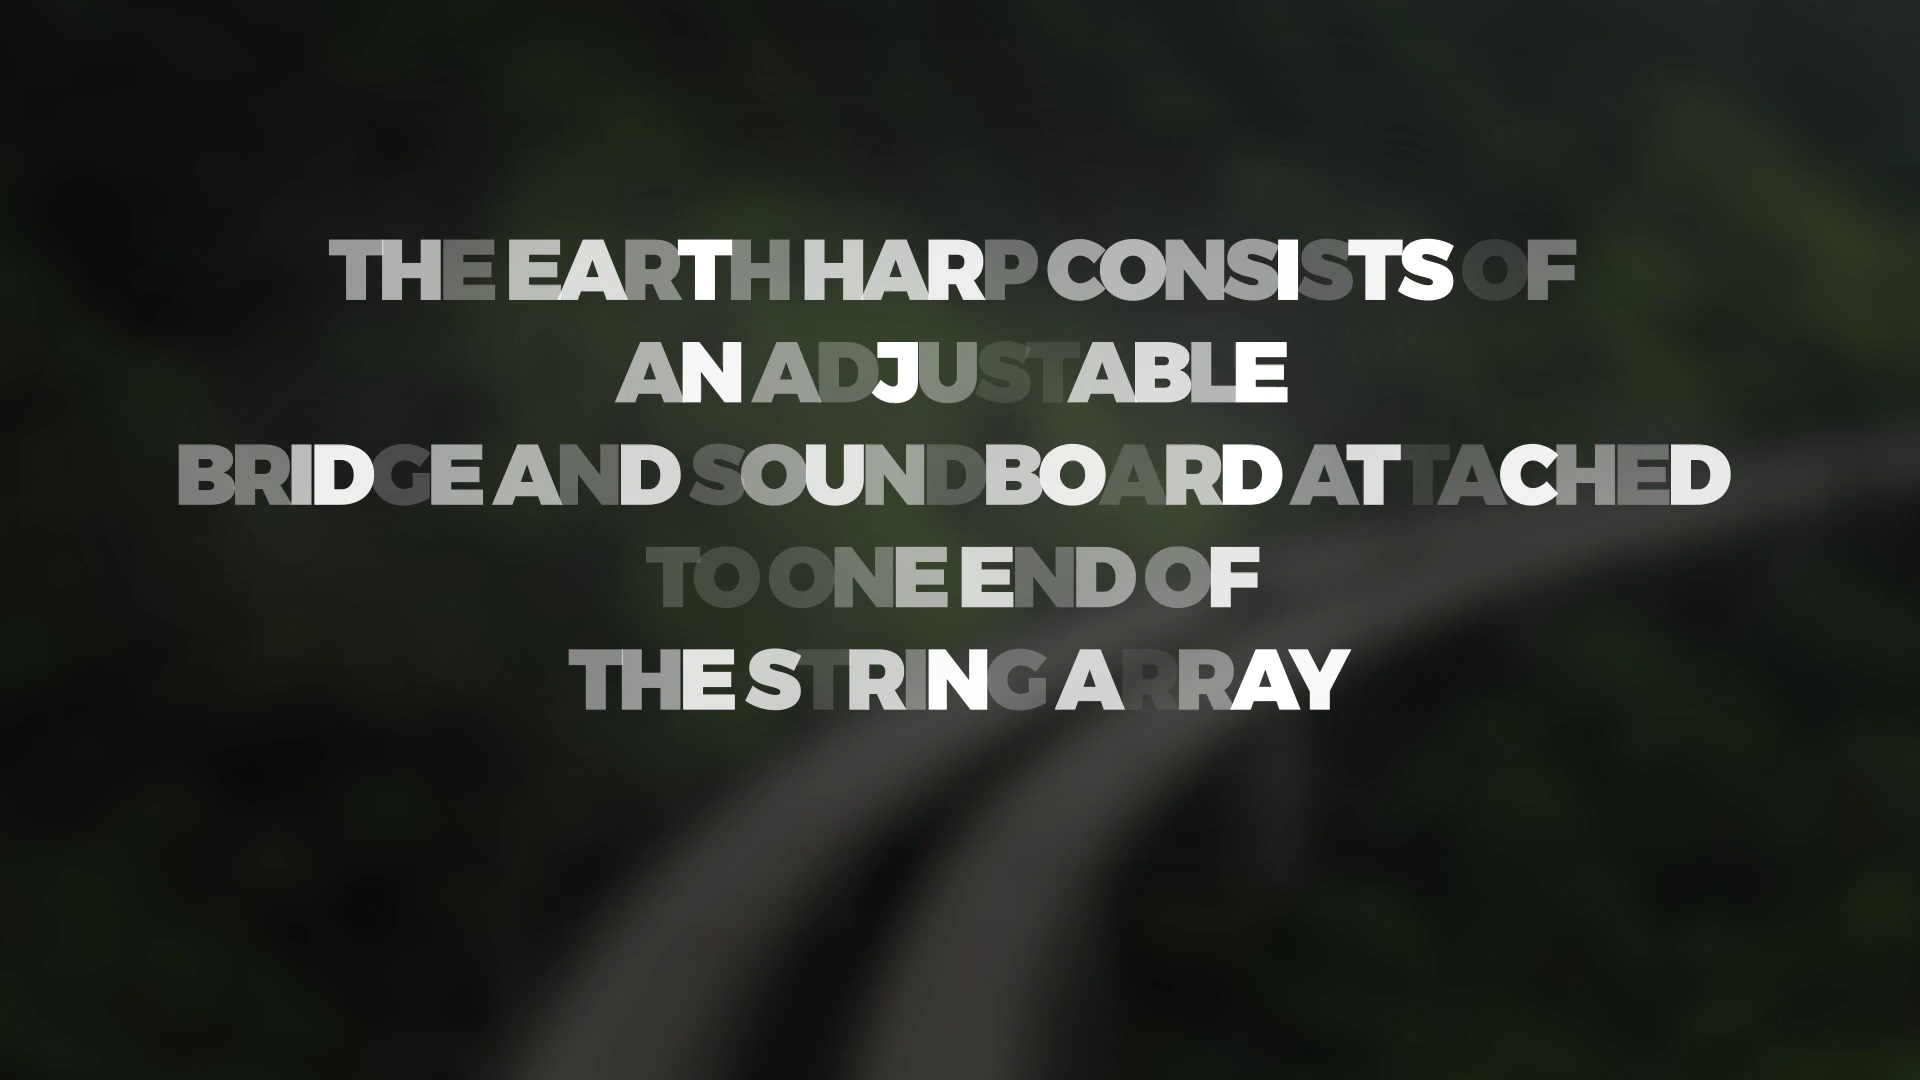 THE EARTH HARP CONSISTS OF
AN ADJUSTABLE
BRIDGE AND SOUNDBOARD ATTACHED
TO ONE END OF
THE STRING ARRAY